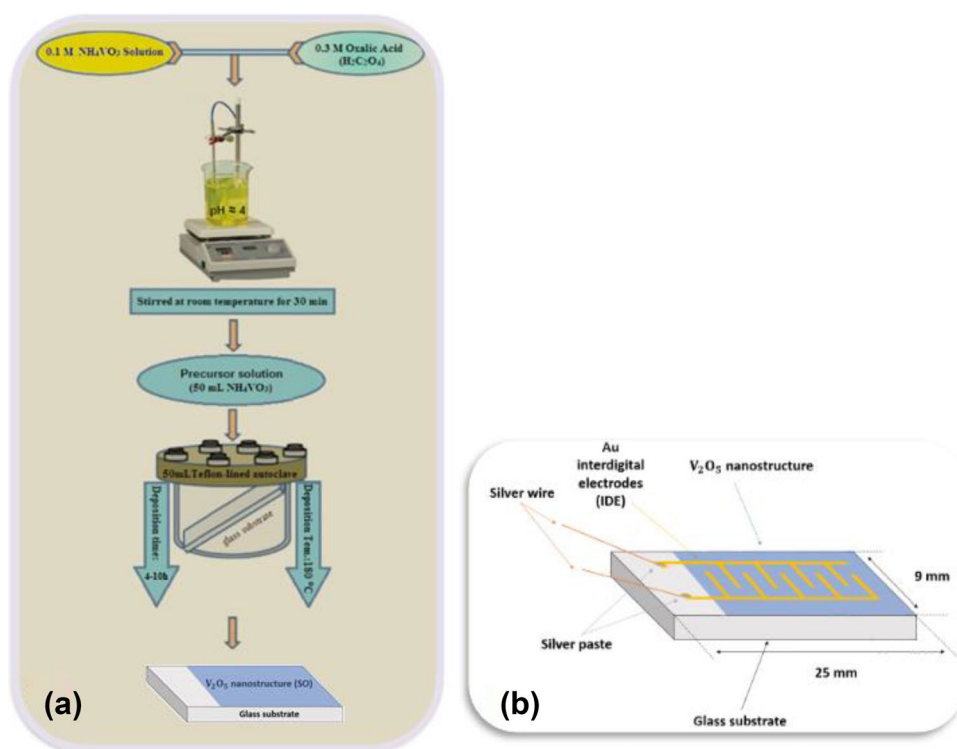 0.1 M NH₄VO₃ Solution
0.3 M Oxalic Acid
(H₂C₂O₄)
pH ≈ 4
Stirred at room temperature for 30 min
Precursor solution
(50 mL NH₄VO₃)
50mL Teflon-lined autoclave
Deposition time:
4-10h
glass substrate
Deposition Tem.:180 °C
V₂O₅ nanostructure (SO)
Glass substrate
(a)
Au
interdigital
electrodes
(IDE)
V₂O₅ nanostructure
Silver wire
9 mm
Silver paste
25 mm
Glass substrate
(b)